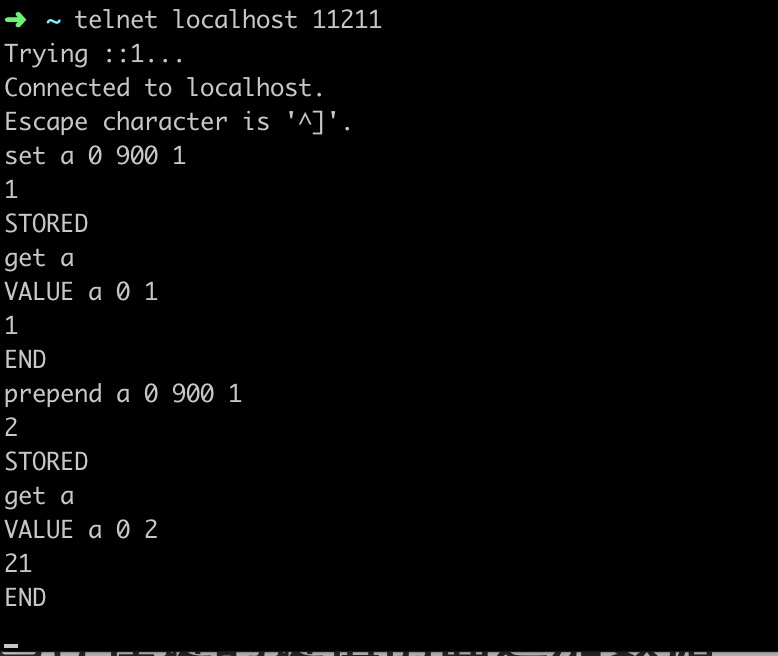 ➜ ~ telnet localhost 11211
Trying ::1...
Connected to localhost.
Escape character is '^]'.
set a 0 900 1
1
STORED
get a
VALUE a 0 1
1
END
prepend a 0 900 1
2
STORED
get a
VALUE a 0 2
21
END